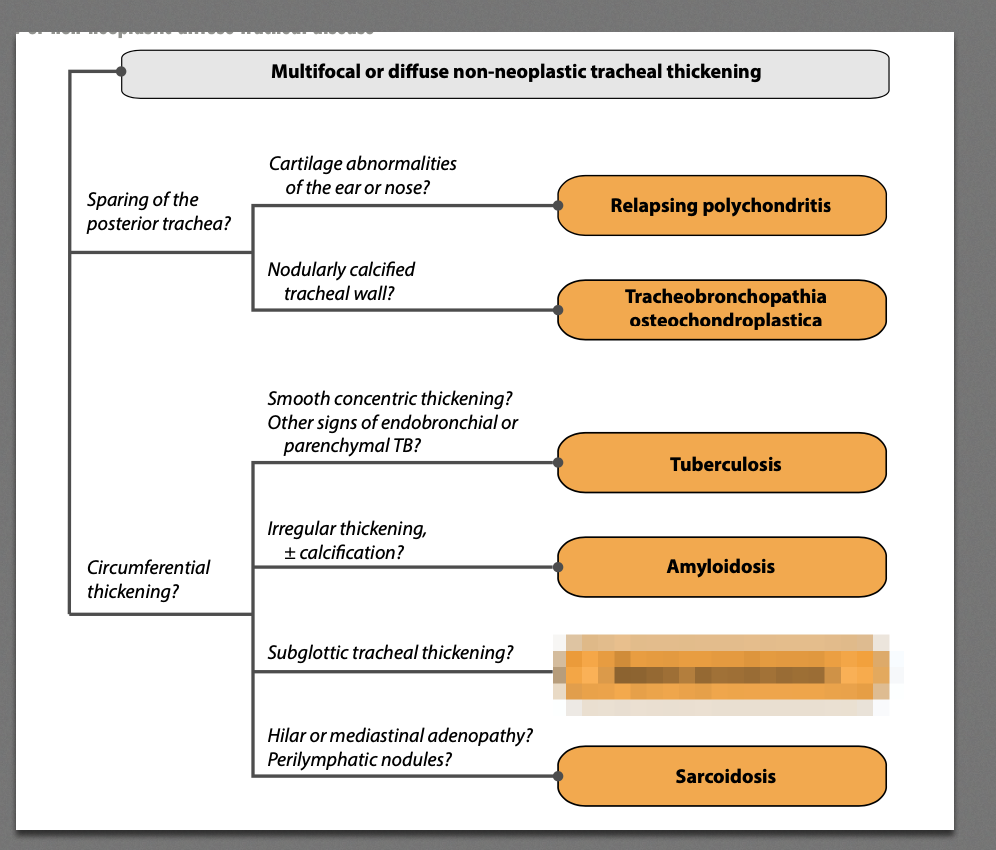 Multifocal or diffuse non-neoplastic tracheal thickening
Cartilage abnormalities
of the ear or nose?
Sparing of the
posterior trachea?
Relapsing polychondritis
Nodularly calcified
tracheal wall?
Tracheobronchopathia
osteochondroplastica
Smooth concentric thickening?
Other signs of endobronchial or
parenchymal TB?
Tuberculosis
Irregular thickening,
± calcification?
Amyloidosis
Circumferential
thickening?
Subglottic tracheal thickening?
Hilar or mediastinal adenopathy?
Perilymphatic nodules?
Sarcoidosis